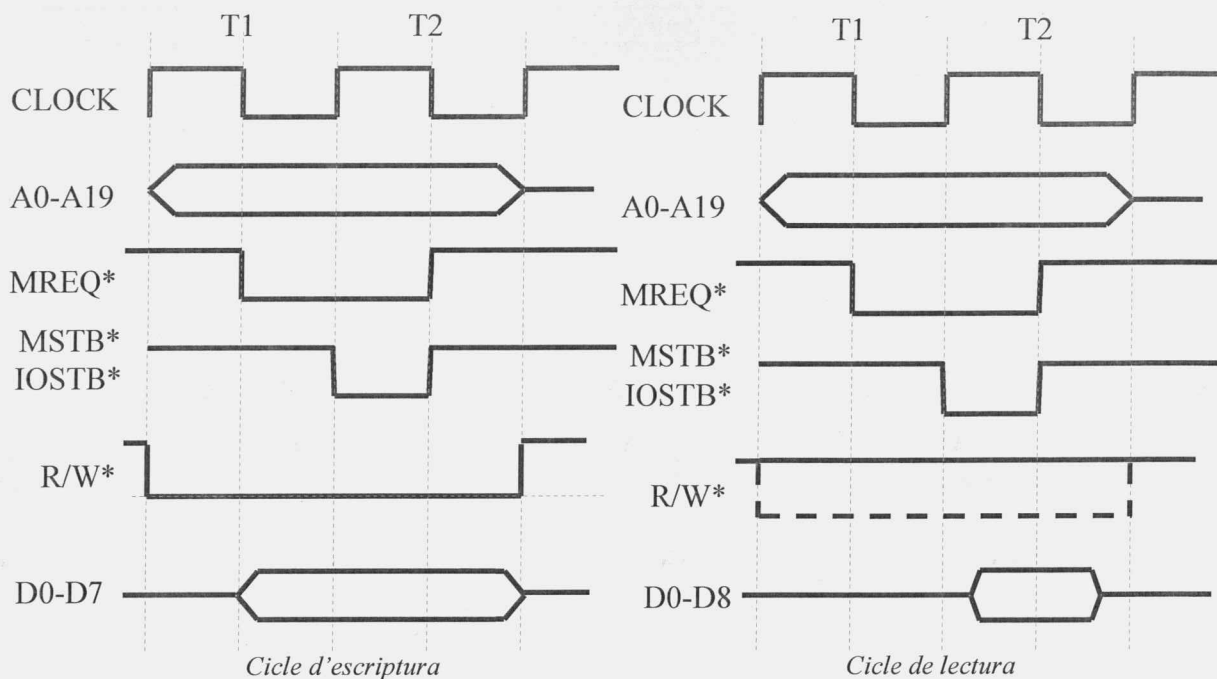 T1 T2
CLOCK
A0-A19
MREQ*
MSTB*
IOSTB*
R/W*
D0-D7
Cicle d'escriptura
T1 T2
CLOCK
A0-A19
MREQ*
MSTB*
IOSTB*
R/W*
D0-D8
Cicle de lectura